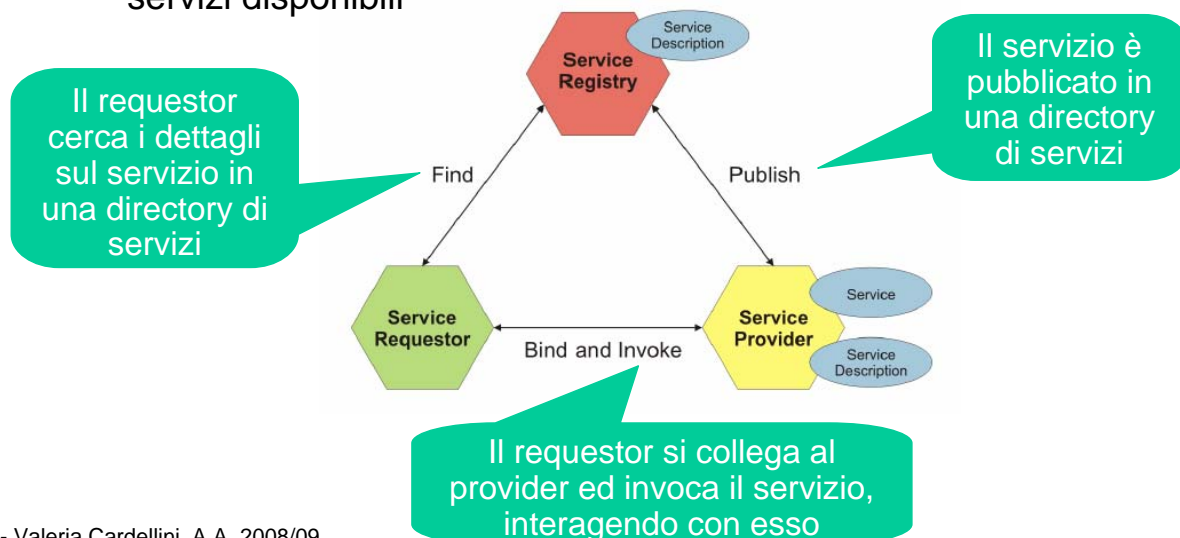 servizi disponibili
Service
Description
Service
Registry
Il servizio è
pubblicato in
una directory
di servizi
Il requestor
cerca i dettagli
sul servizio in
una directory di
servizi
Find
Publish
Service
Requestor
Bind and Invoke
Service
Provider
Service
Service
Description
Il requestor si collega al
provider ed invoca il servizio,
interagendo con esso
- Valeria Cardellini, A.A. 2008/09